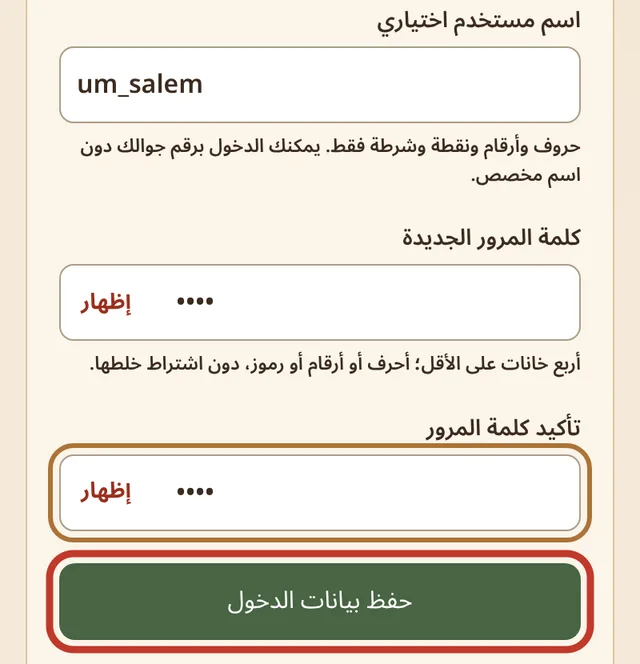 اسم مستخدم اختياري
um_salem
حروف وأرقام ونقطة وشرطة فقط. يمكنك الدخول برقم جوالك دون
اسم مخصص.
كلمة المرور الجديدة
إظهار ••••
أربع خانات على الأقل؛ أحرف أو أرقام أو رموز، دون اشتراط خلطها.
تأكيد كلمة المرور
إظهار ••••
حفظ بيانات الدخول